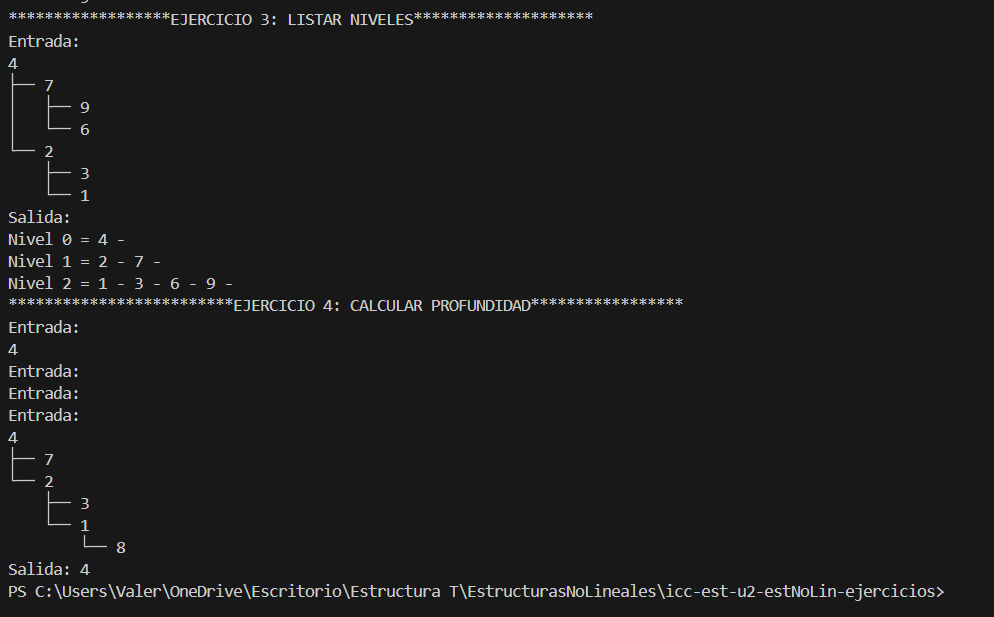 ******************EJERCICIO 3: LISTAR NIVELES********************
Entrada:
4
├── 7
│   ├── 9
│   └── 6
└── 2
    ├── 3
    └── 1
Salida:
Nivel 0 = 4 -
Nivel 1 = 2 - 7 -
Nivel 2 = 1 - 3 - 6 - 9 -
*************************EJERCICIO 4: CALCULAR PROFUNDIDAD*****************
Entrada:
4
Entrada:
Entrada:
Entrada:
4
├── 7
└── 2
    ├── 3
    └── 1
        └── 8
Salida: 4
PS C:\Users\Valer\OneDrive\Escritorio\Estructura T\EstructurasNoLineales\icc-est-u2-estNoLin-ejercicios>